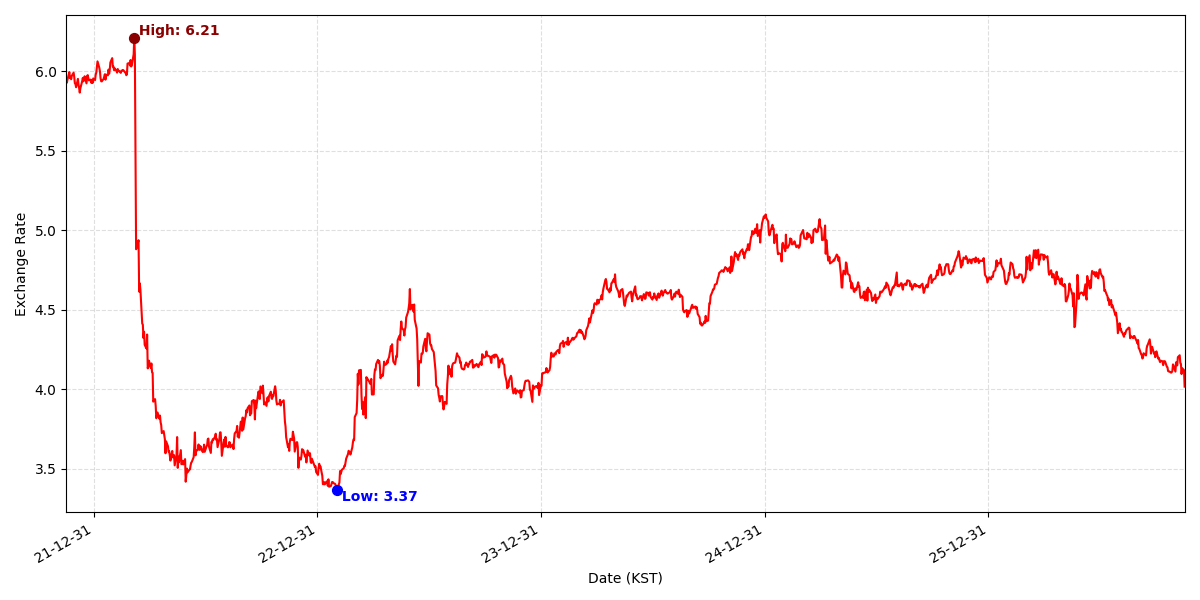 High: 6.21
6.0
5.5
5.0
4.5
4.0
3.5
Exchange Rate
Low: 3.37
21-12-31
22-12-31
23-12-31
24-12-31
25-12-31
Date (KST)